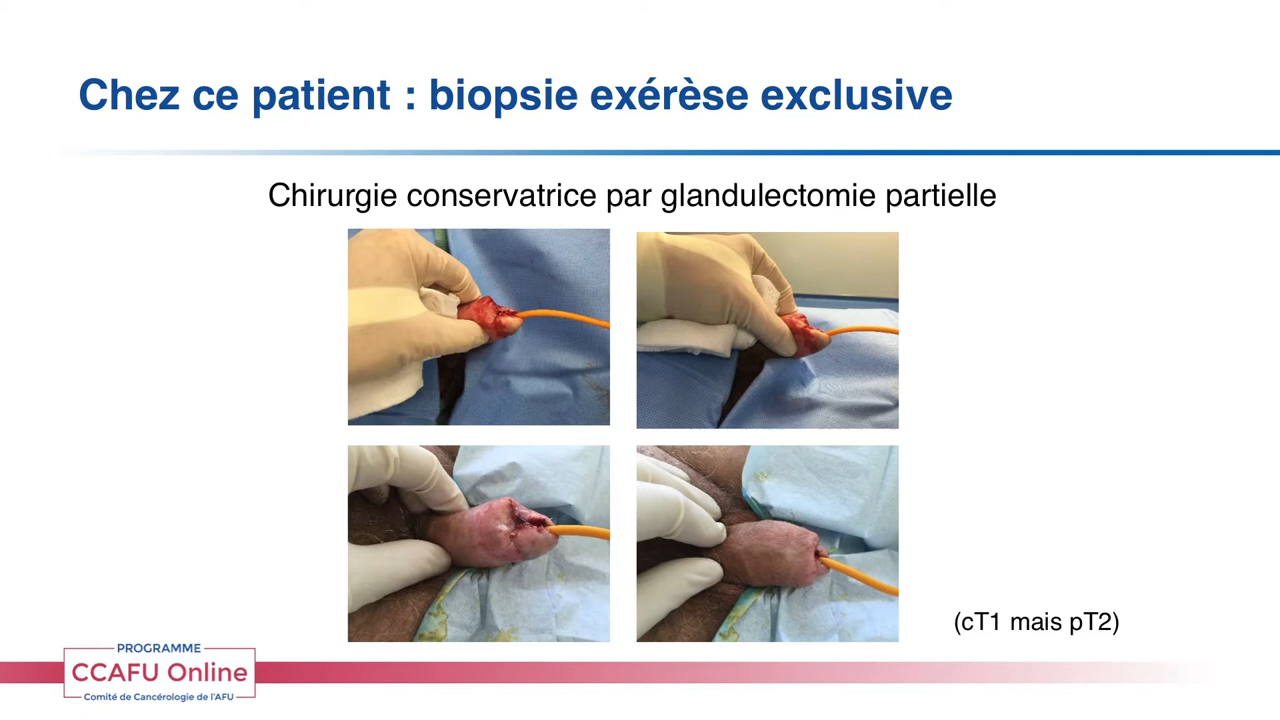 Chez ce patient : biopsie exérèse exclusive
Chirurgie conservatrice par glandulectomie partielle
(cT1 mais pT2)
PROGRAMME
CCAFU Online
Comité de Cancérologie de l'AFU